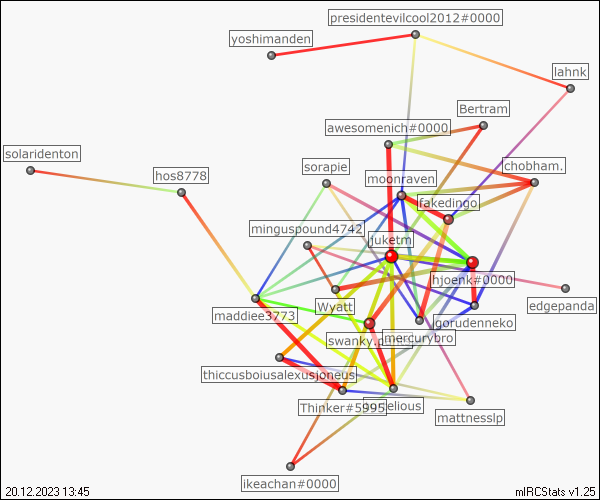 presidentevilcool2012#0000
yoshimanden
lahnk
Bertram
awesomenich#0000
solaridenton
sorapie
chobham.
hos8778
moonraven
fakedingo
minguspound4742
juketm
hjoenk#0000
edgepanda
Wyatt
maddiee3773
gorudenneko
swanky.p
mercurybro
thiccusboiusalexusjoneus
Thinker#5995
elious
mattnesslp
ikeachan#0000
20.12.2023 13:45
mIRCStats v1.25